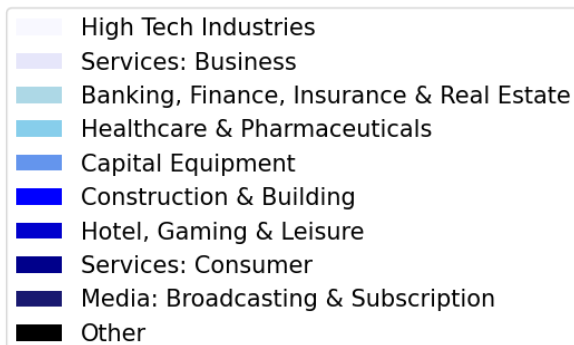 High Tech Industries
Services: Business
Banking, Finance, Insurance & Real Estate
Healthcare & Pharmaceuticals
Capital Equipment
Construction & Building
Hotel, Gaming & Leisure
Services: Consumer
Media: Broadcasting & Subscription
Other